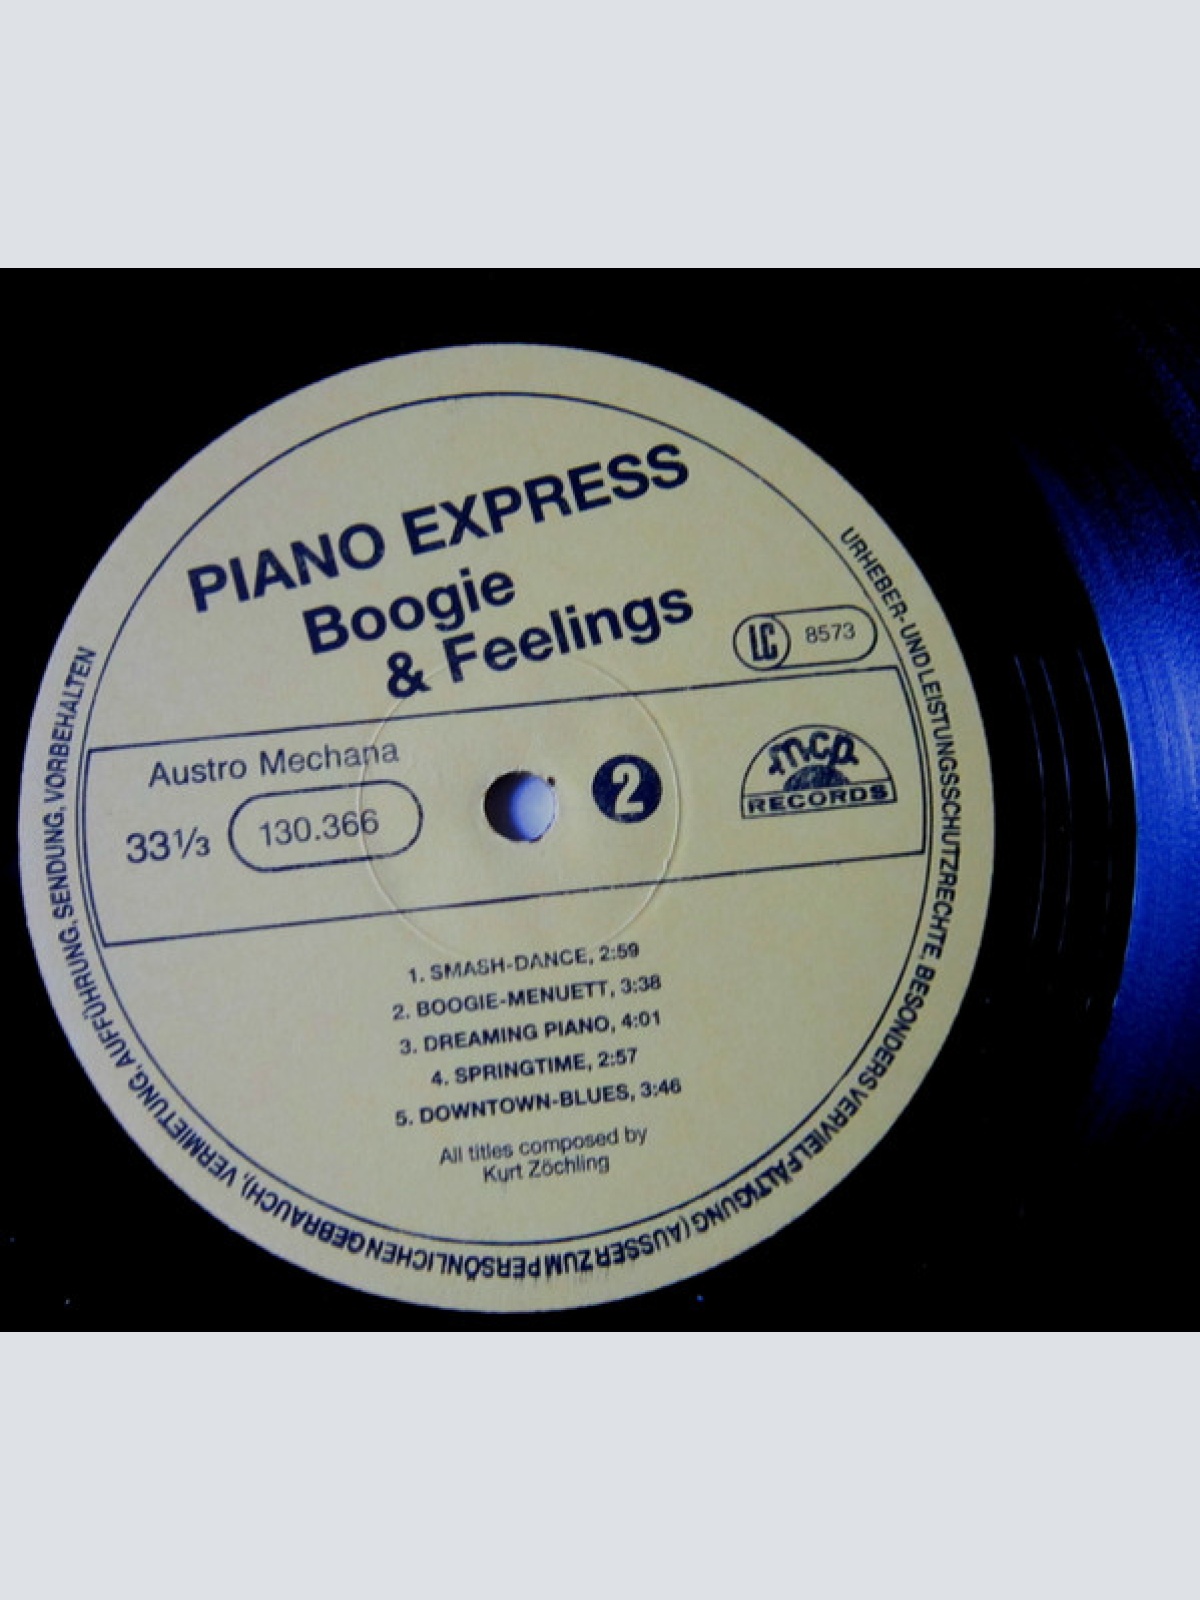 PIANO EXPRESS
Boogie
& Feelings
LC 8573
Austro Mechana
33⅓ 130.366
2
mcp
RECORDS
1. SMASH-DANCE, 2:59
2. BOOGIE-MENUETT, 3:38
3. DREAMING PIANO, 4:01
4. SPRINGTIME, 2:57
5. DOWNTOWN-BLUES, 3:46
All titles composed by
Kurt Zöchling
URHEBER- UND LEISTUNGSSCHUTZRECHTE, BESONDERS VERVIELFÄLTIGUNG (AUSSER ZUM PERSÖNLICHEN GEBRAUCH), VERMIETUNG, AUFFÜHRUNG, SENDUNG, VORBEHALTEN